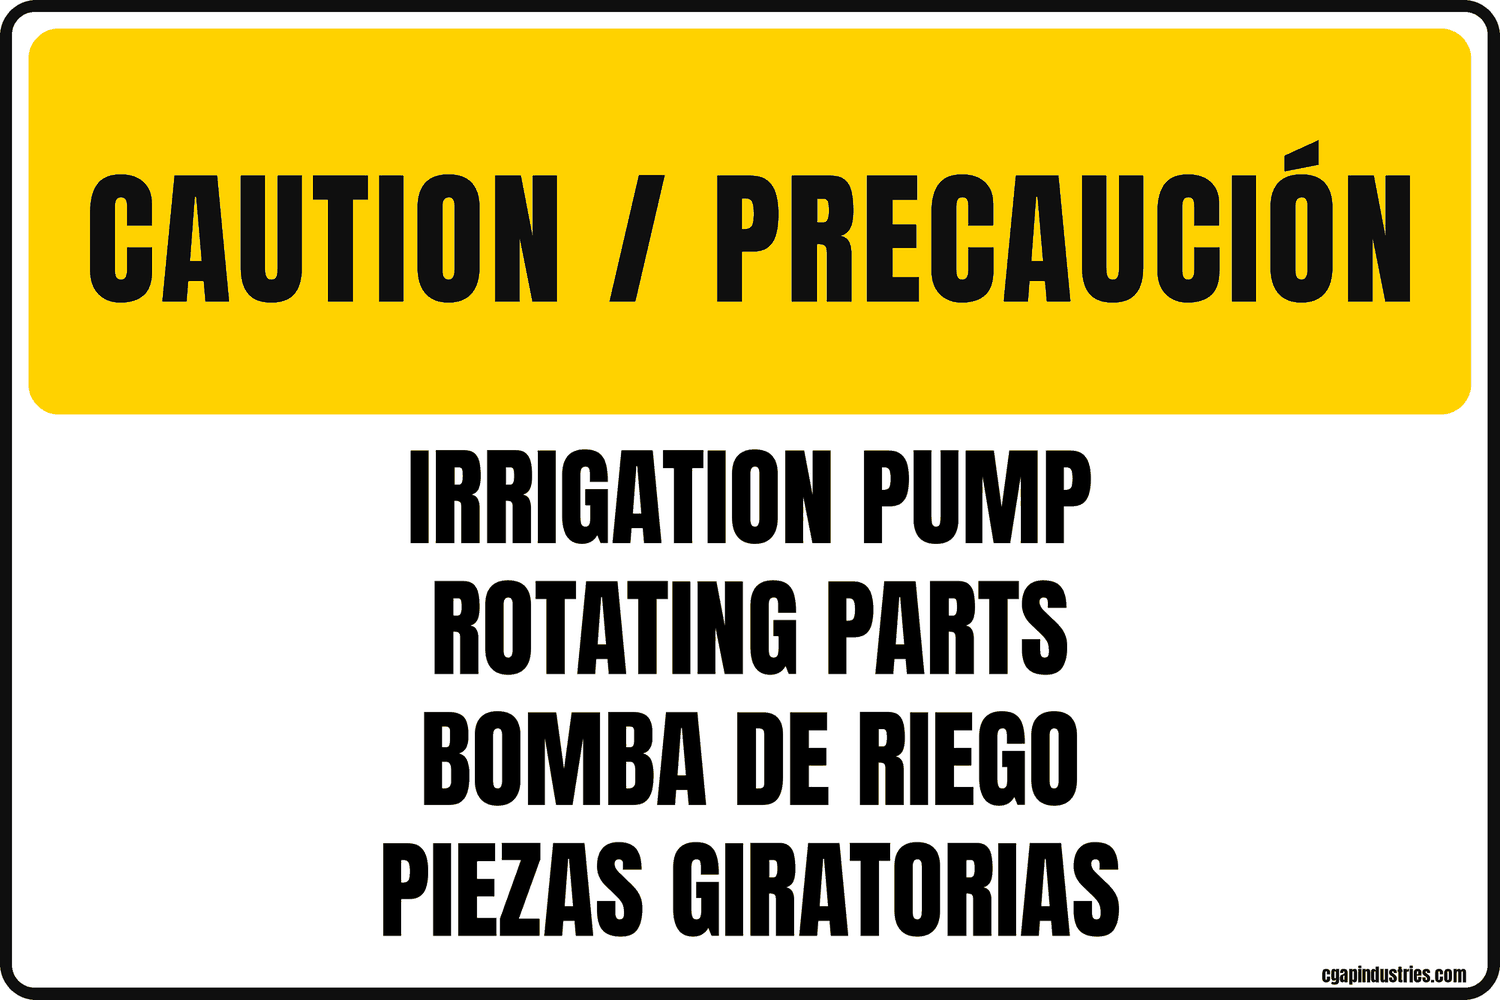 CAUTION / PRECAUCIÓN
IRRIGATION PUMP
ROTATING PARTS
BOMBA DE RIEGO
PIEZAS GIRATORIAS
cgapindustries.com